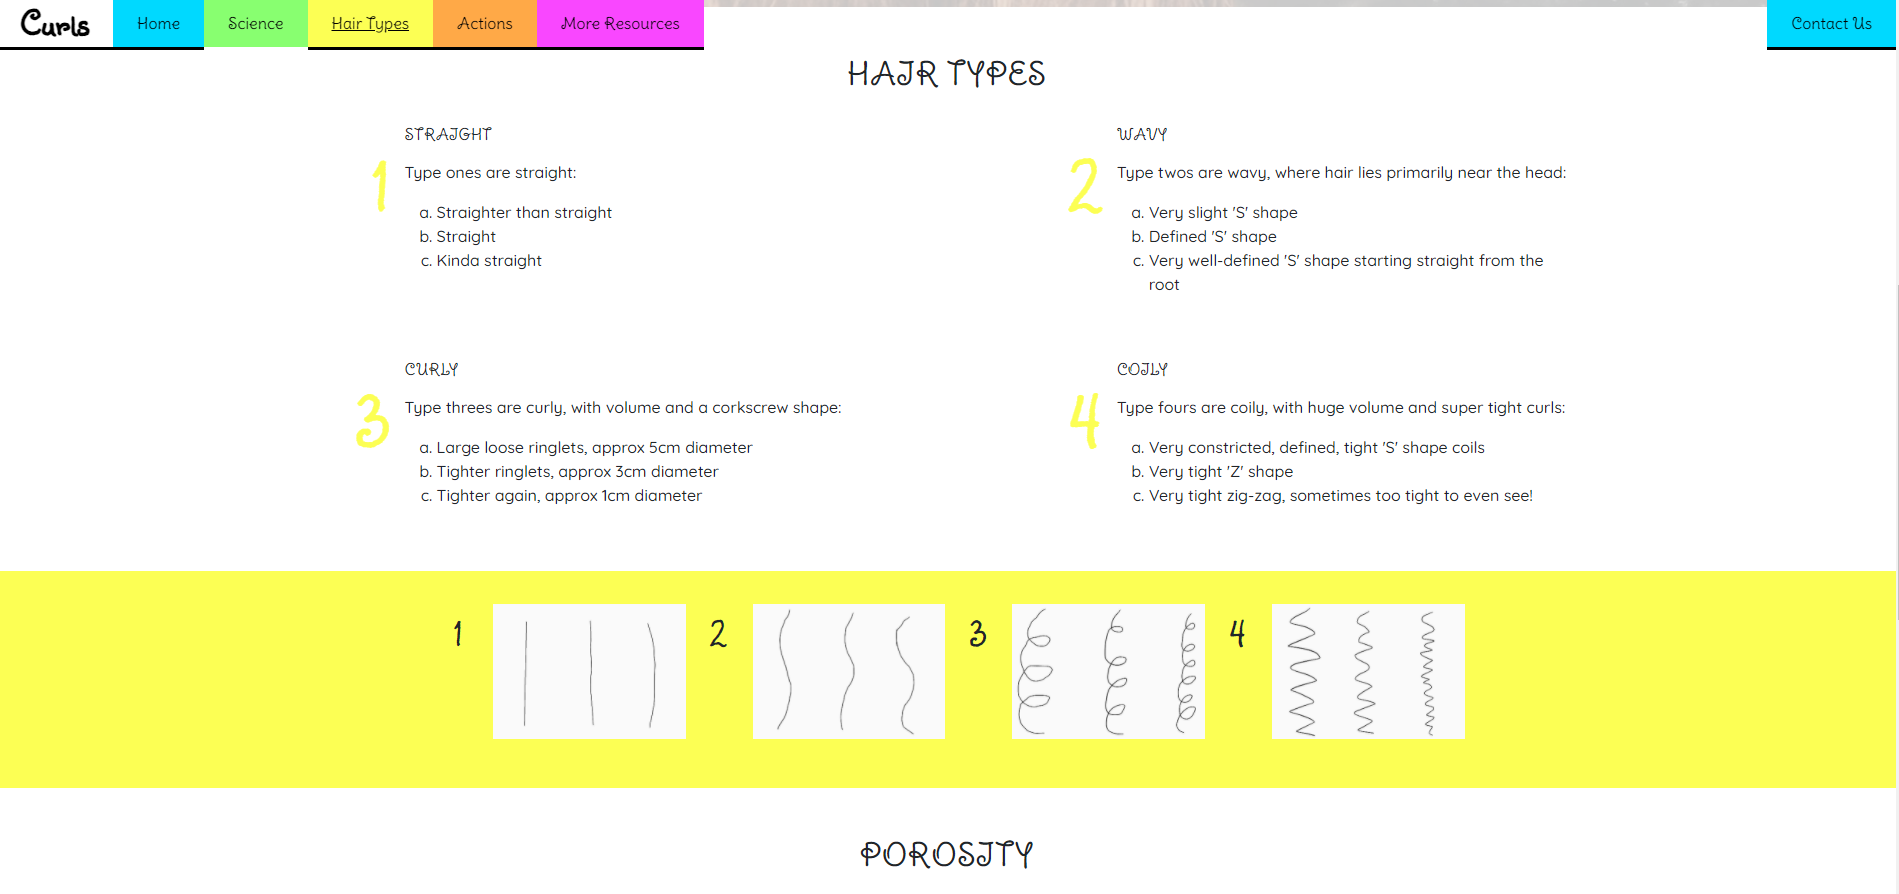 Curls Home Science Hair Types Actions More Resources Contact Us
HAIR TYPES
STRAIGHT
1
Type ones are straight:
a. Straighter than straight
b. Straight
c. Kinda straight
WAVY
2
Type twos are wavy, where hair lies primarily near the head:
a. Very slight 'S' shape
b. Defined 'S' shape
c. Very well-defined 'S' shape starting straight from the
root
CURLY
3
Type threes are curly, with volume and a corkscrew shape:
a. Large loose ringlets, approx 5cm diameter
b. Tighter ringlets, approx 3cm diameter
c. Tighter again, approx 1cm diameter
COILY
4
Type fours are coily, with huge volume and super tight curls:
a. Very constricted, defined, tight 'S' shape coils
b. Very tight 'Z' shape
c. Very tight zig-zag, sometimes too tight to even see!
1 2 3 4
POROSITY